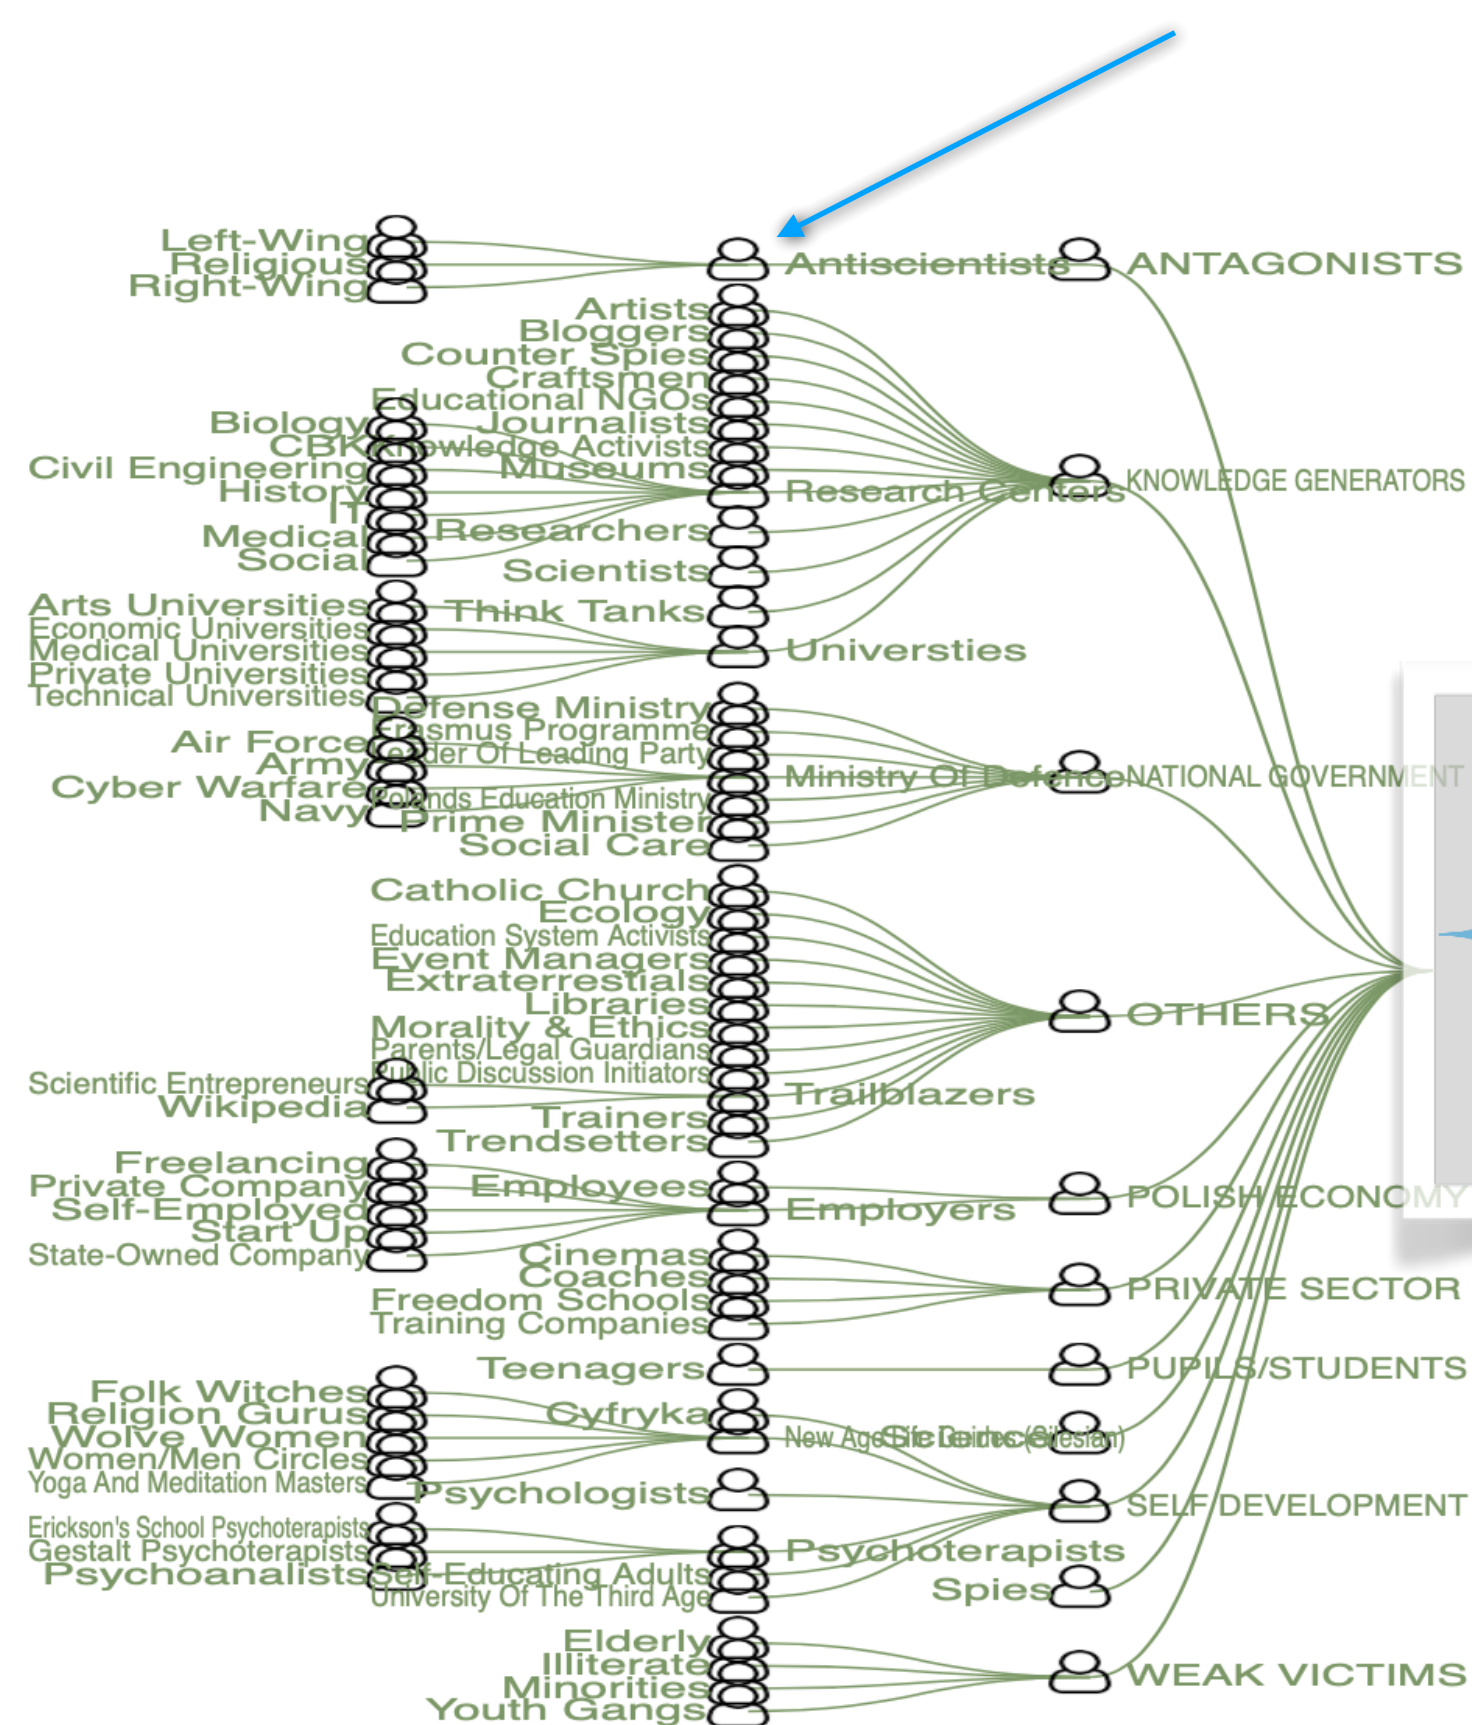 Left-Wing
Religious
Right-Wing
Antiscientists
ANTAGONISTS
Artists
Bloggers
Counter Spies
Craftsmen
Educational NGOs
Journalists
Knowledge Activists
Museums
Biology
CBK
Civil Engineering
History
IT
Medical
Social
Research Centers
KNOWLEDGE GENERATORS
Researchers
Scientists
Think Tanks
Arts Universities
Economic Universities
Medical Universities
Private Universities
Technical Universities
Universties
Defense Ministry
Erasmus Programme
Leader Of Leading Party
Air Force
Army
Cyber Warfare
Navy
Ministry Of Defence
NATIONAL GOVERNMENT
Polands Education Ministry
Prime Minister
Social Care
Catholic Church
Ecology
Education System Activists
Event Managers
Extraterrestials
Libraries
Morality & Ethics
Parents/Legal Guardians
Public Discussion Initiators
OTHERS
Scientific Entrepreneurs
Wikipedia
Trailblazers
Trainers
Trendsetters
Freelancing
Private Company
Self-Employed
Start Up
State-Owned Company
Employees
Employers
POLISH ECONOMY
Cinemas
Coaches
Freedom Schools
Training Companies
PRIVATE SECTOR
Teenagers
PUPILS/STUDENTS
Folk Witches
Religion Gurus
Wolve Women
Women/Men Circles
Yoga And Meditation Masters
Cyfryka
New Age Life Guides (Silesian)
Psychologists
SELF DEVELOPMENT
Erickson's School Psychoterapists
Gestalt Psychoterapists
Psychoanalists
Psychoterapists
Self-Educating Adults
University Of The Third Age
Spies
Elderly
Illiterate
Minorities
Youth Gangs
WEAK VICTIMS